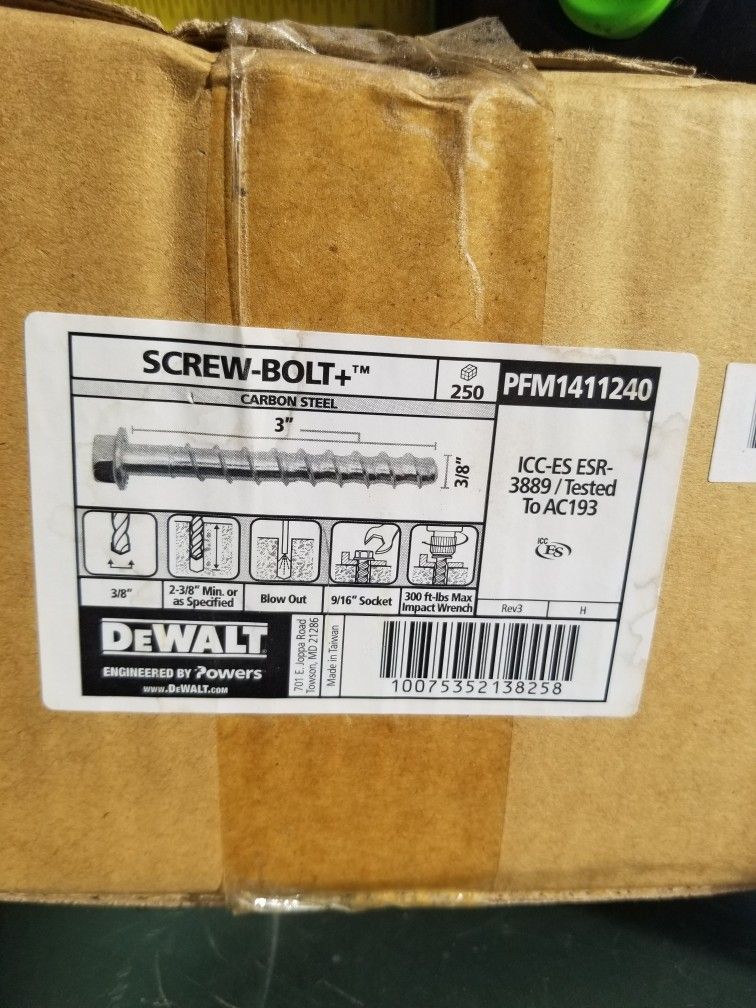 SCREW-BOLT+™
250
PFM1411240
CARBON STEEL
3"
3/8"
ICC-ES ESR-
3889 / Tested
To AC193
ICC
ES
3/8"
2-3/8" Min. or
as Specified
Blow Out
9/16" Socket
300 ft-lbs Max
Impact Wrench
Rev3
H
DEWALT
ENGINEERED BY Powers
www.DEWALT.com
701 E. Joppa Road
Towson, MD 21286
Made in Taiwan
10075352138258